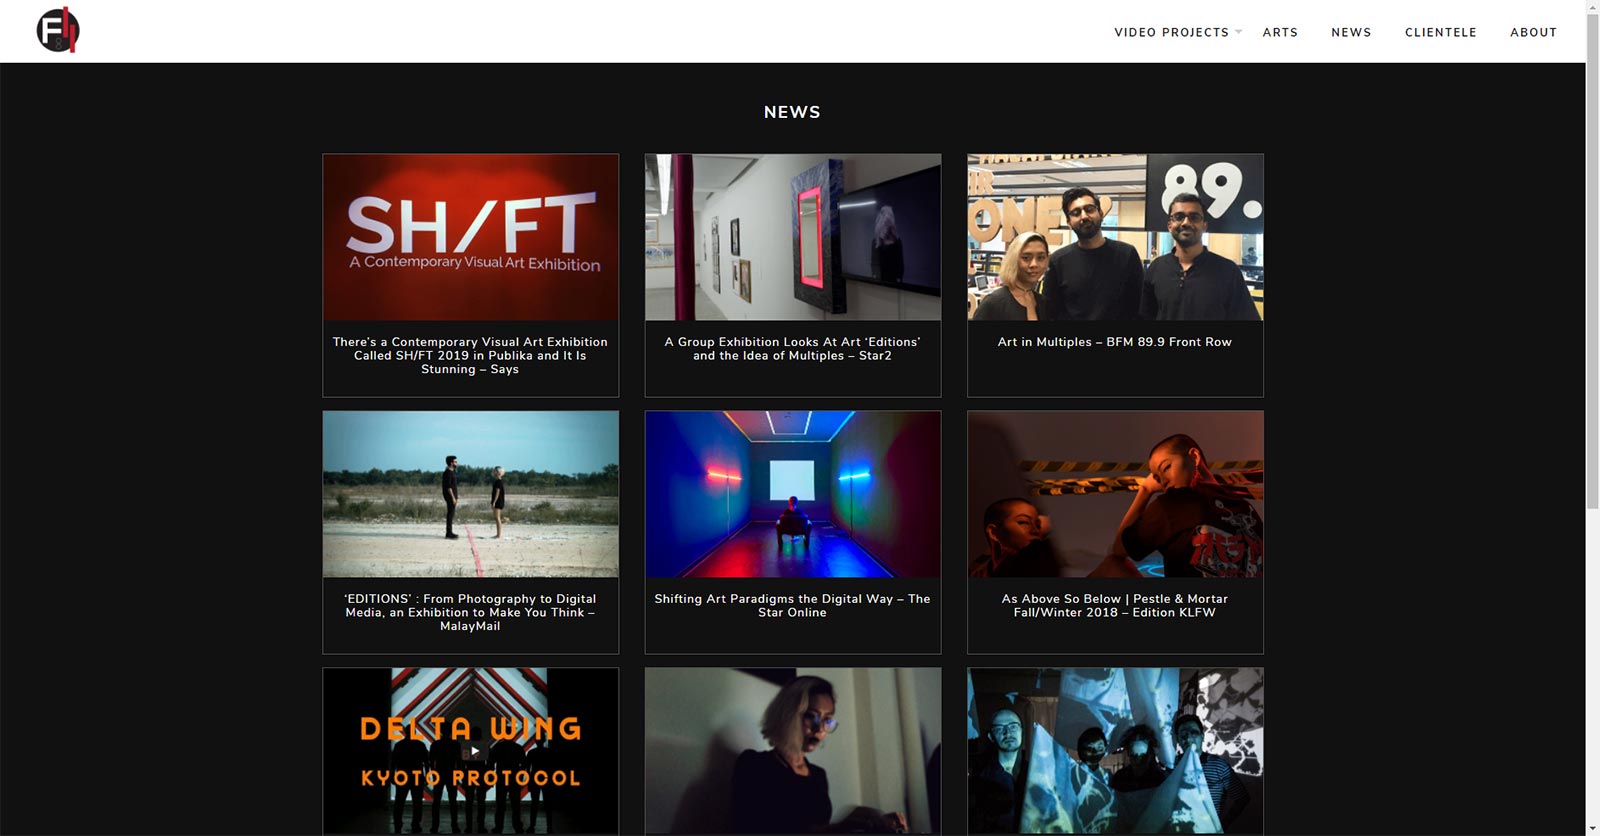 F
VIDEO PROJECTS ARTS NEWS CLIENTELE ABOUT
NEWS
SH/FT
A Contemporary Visual Art Exhibition
89.
ONE
There's a Contemporary Visual Art Exhibition
Called SH/FT 2019 in Publika and It Is
Stunning – Says
A Group Exhibition Looks At Art ‘Editions’
and the Idea of Multiples – Star2
Art in Multiples – BFM 89.9 Front Row
‘EDITIONS’ : From Photography to Digital
Media, an Exhibition to Make You Think –
MalayMail
Shifting Art Paradigms the Digital Way – The
Star Online
As Above So Below | Pestle & Mortar
Fall/Winter 2018 – Edition KLFW
DELTA WING
KYOTO PROTOCOL